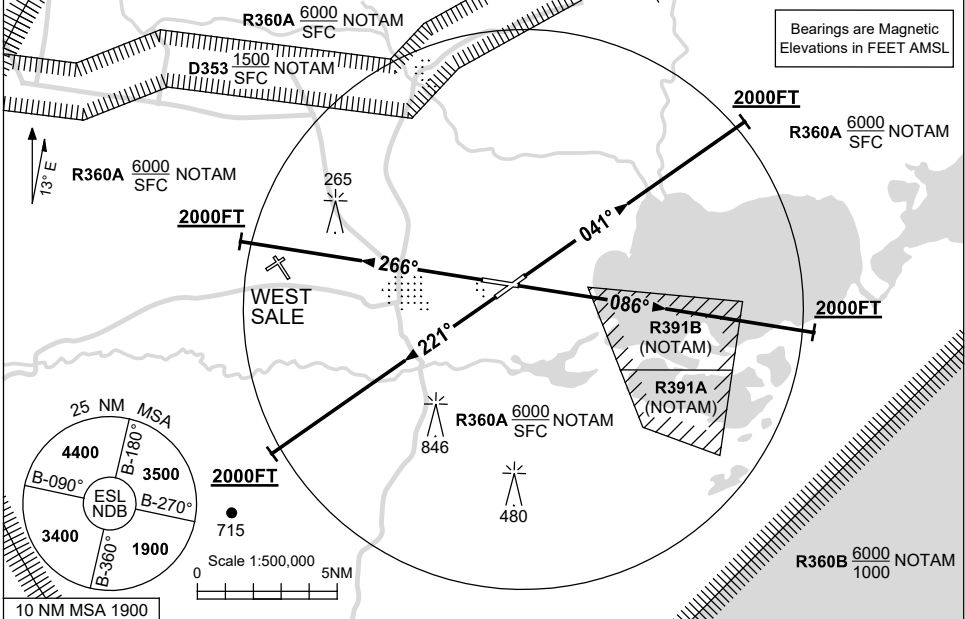 R360A 6000 NOTAM
SFC
Bearings are Magnetic
Elevations in FEET AMSL
D353 1500 NOTAM
SFC
2000FT
R360A 6000 NOTAM
SFC
13° E
R360A 6000 NOTAM
SFC
265
2000FT
041°
266°
WEST
SALE
086°
2000FT
R391B
(NOTAM)
221°
R391A
(NOTAM)
25 NM MSA
R360A 6000 NOTAM
SFC
846
4400
B-180°
3500
B-090°
ESL
NDB
B-270°
2000FT
480
715
3400
B-360°
1900
Scale 1:500,000
0 5NM
R360B 6000 NOTAM
1000
10 NM MSA 1900